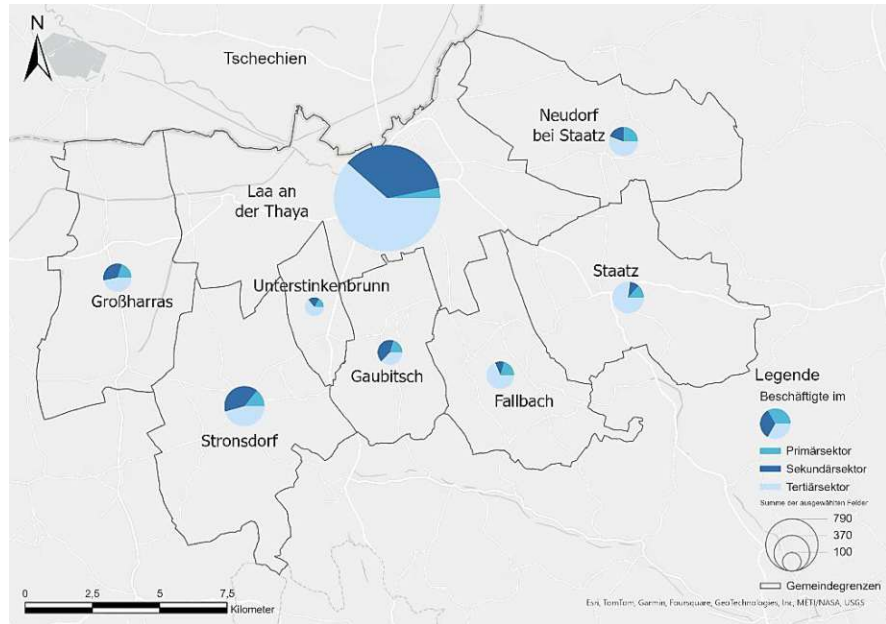 N
Tschechien
Neudorf
bei Staatz
Laa an
der Thaya
Staatz
Unterstinkenbrunn
Großharras
Gaubitsch
Fallbach
Stronsdorf
Legende
Beschäftigte im
Primärsektor
Sekundärsektor
Tertiärsektor
Summe der ausgewählten Felder
790
370
100
Gemeindegrenzen
0 2,5 5 7,5
Kilometer
Esri, TomTom, Garmin, Foursquare, GeoTechnologies, Inc, METI/NASA, USGS